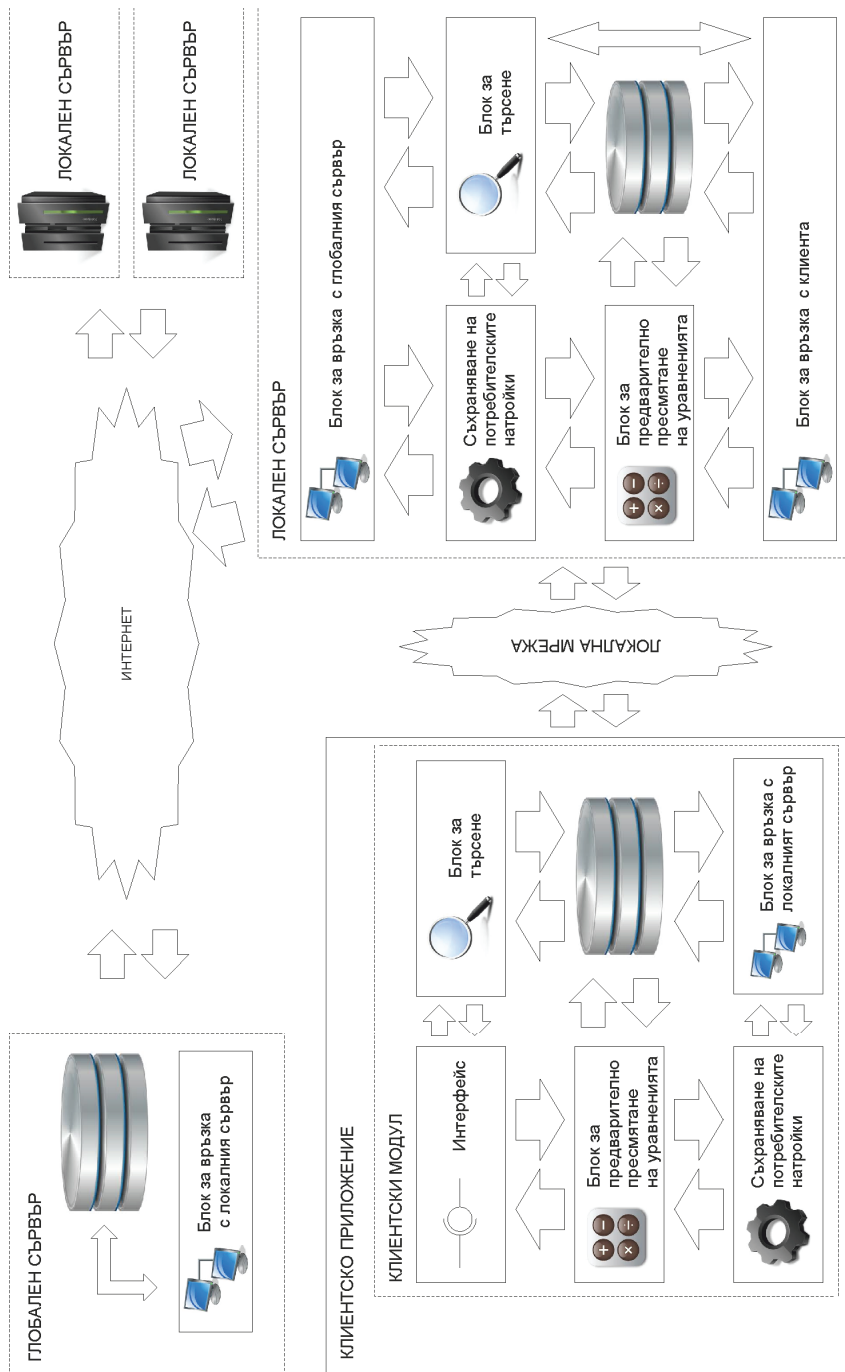 ГЛОБАЛЕН СЪРВЪР
Блок за връзка
с локалния сървър
ИНТЕРНЕТ
ЛОКАЛЕН СЪРВЪР
ЛОКАЛЕН СЪРВЪР
КЛИЕНТСКО ПРИЛОЖЕНИЕ
КЛИЕНТСКИ МОДУЛ
Интерфейс
Блок за
търсене
Блок за
предварително
пресмятане
на уравненията
Съхраняване на
потребителските
натройки
Блок за връзка с
локалният сървър
ЛОКАЛНА МРЕЖА
ЛОКАЛЕН СЪРВЪР
Блок за връзка с глобалния сървър
Съхраняване на
потребителските
натройки
Блок за
търсене
Блок за
предварително
пресмятане
на уравненията
Блок за връзка с клиента